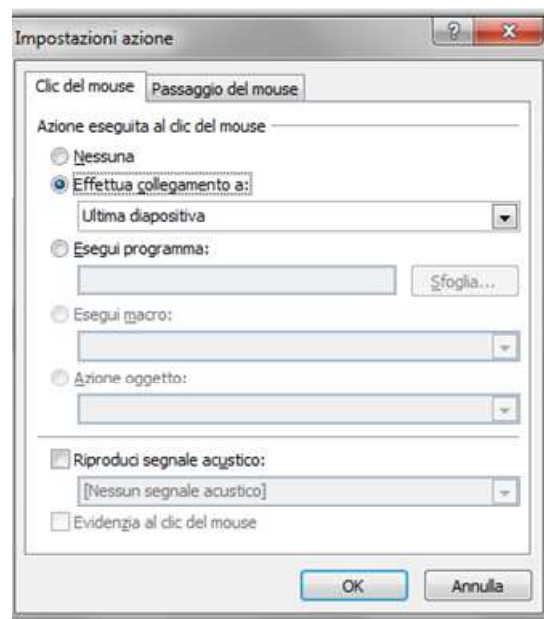 Impostazioni azione
Clic del mouse Passaggio del mouse
Azione eseguita al clic del mouse
Nessuna
Effettua collegamento a:
Ultima diapositiva
Esegui programma:
Sfoglia...
Esegui macro:
Azione oggetto:
Riproduci segnale acustico:
[Nessun segnale acustico]
Evidenzia al clic del mouse
OK Annulla